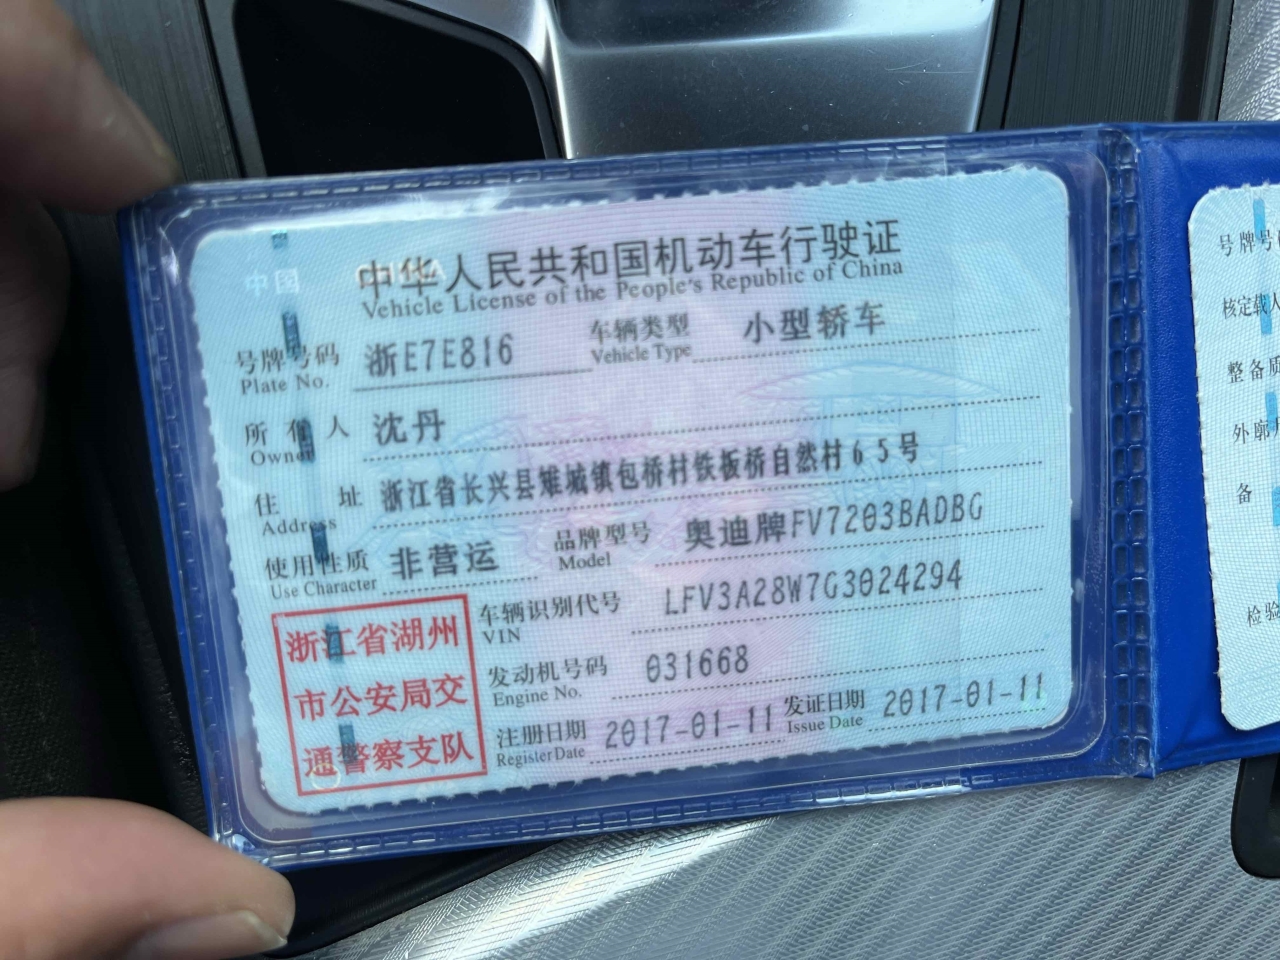 中国
中华人民共和国机动车行驶证
Vehicle License of the People's Republic of China
号牌号码 浙E7E816 车辆类型 小型轿车
Plate No. Vehicle Type
所有人 沈丹
Owner
住址 浙江省长兴县雉城镇包桥村铁板桥自然村65号
Address
使用性质 非营运 品牌型号 奥迪牌FV7203BADBG
Use Character Model
车辆识别代号 LFV3A28W7G3024294
VIN
发动机号码 031668
Engine No.
注册日期 2017-01-11 发证日期 2017-01-11
Register Date Issue Date
浙江省湖州
市公安局交
通警察支队
号牌号
核定载人
整备质
外廓
备
检验